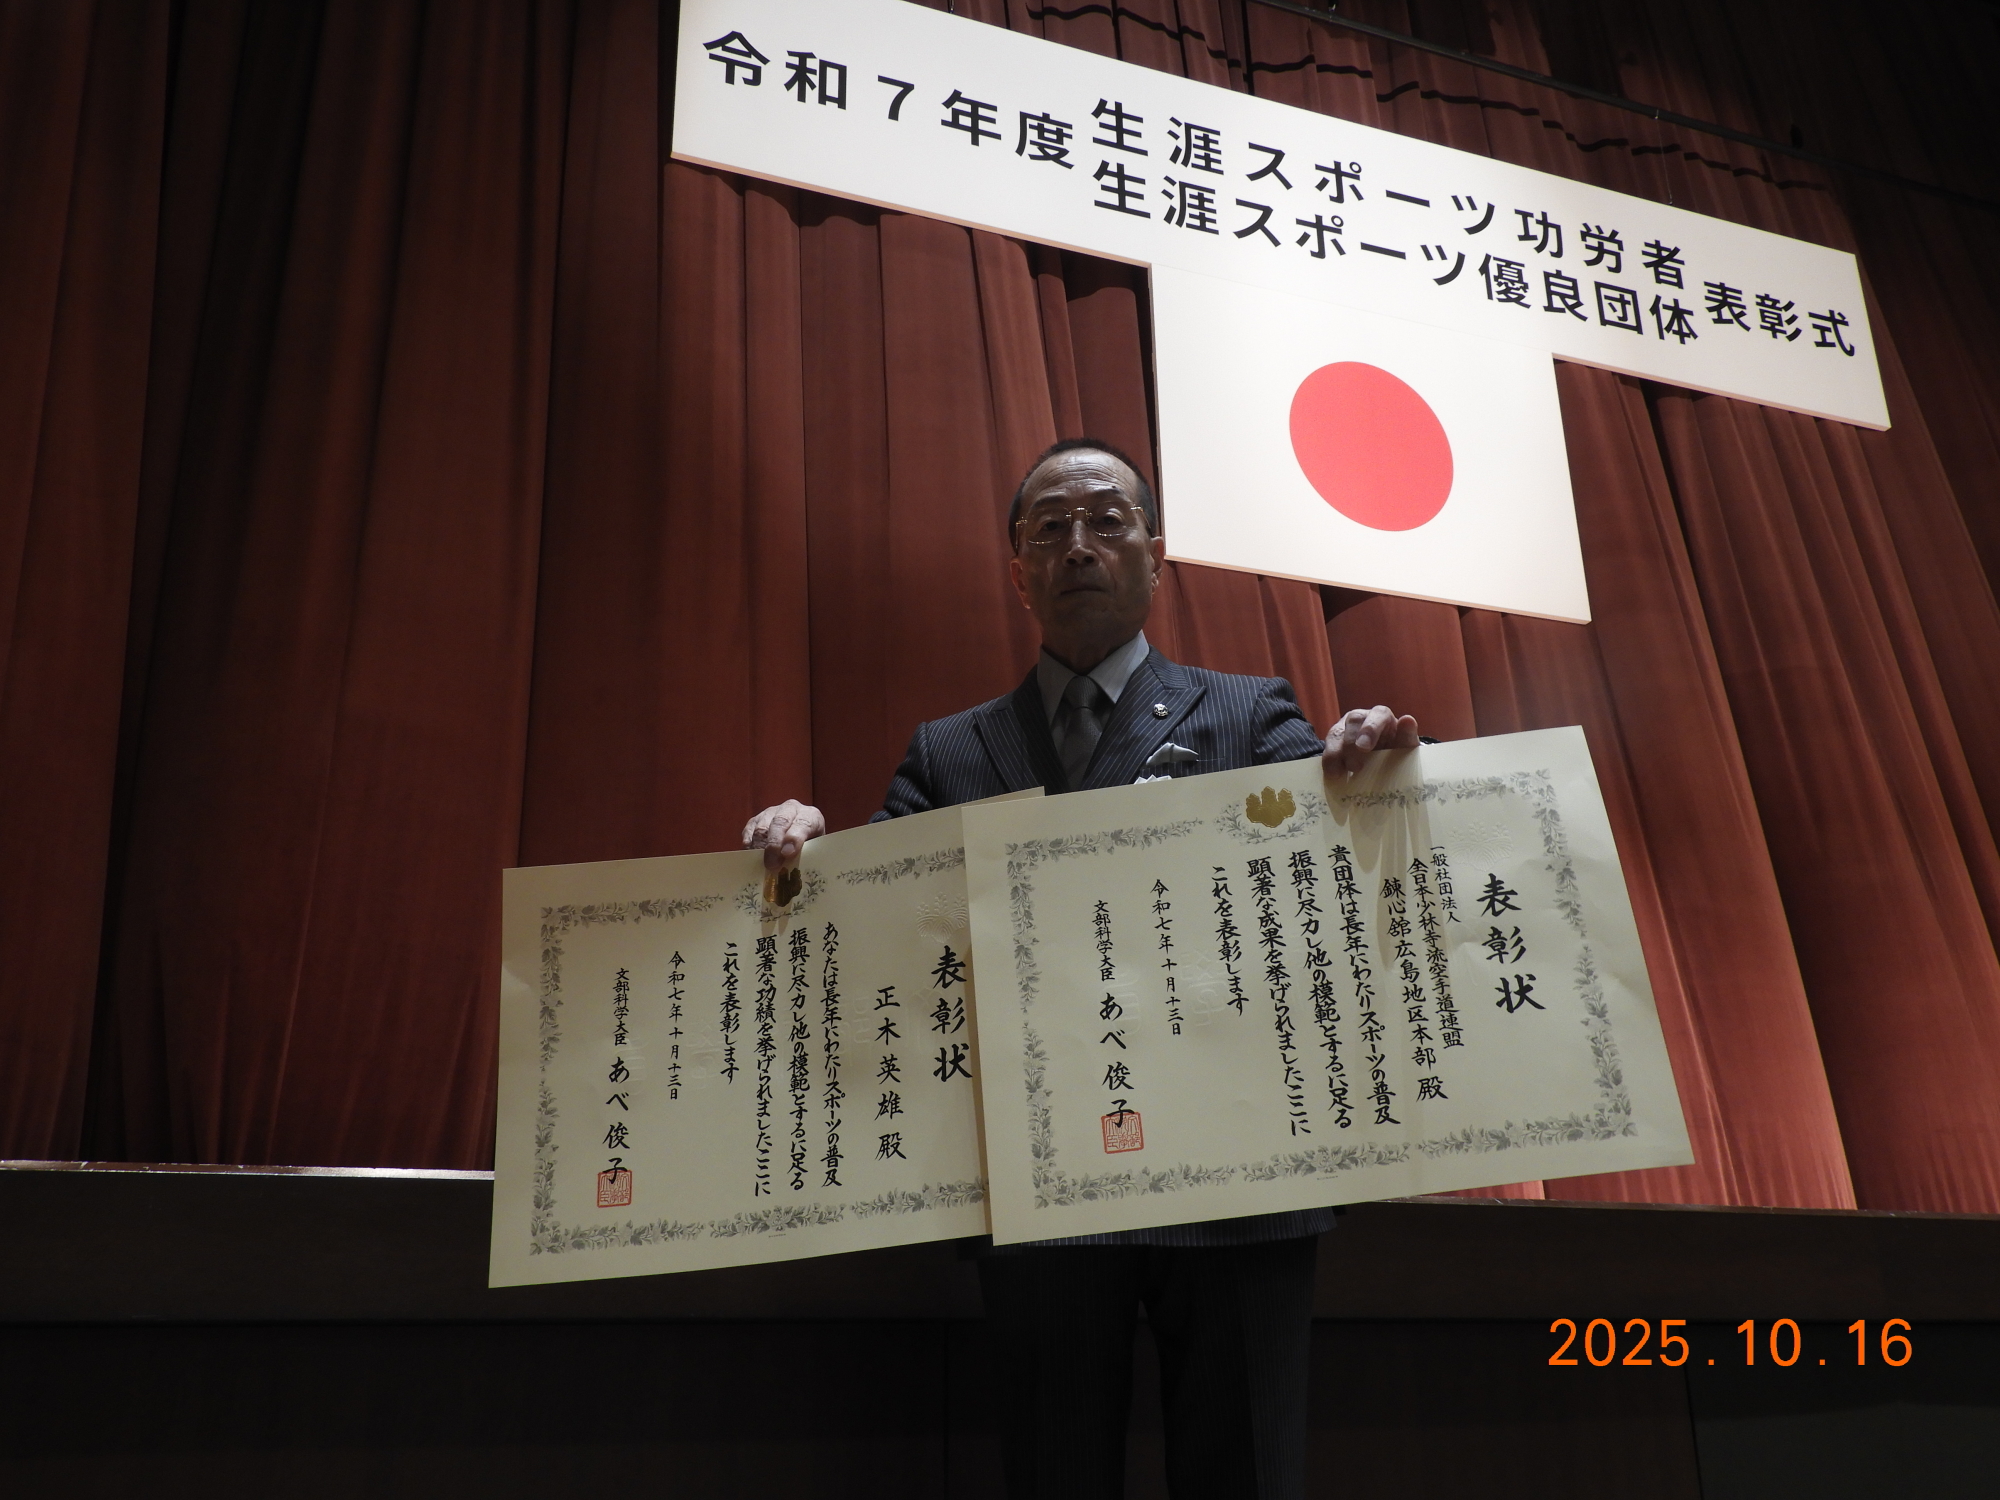 令和7年度
生涯スポーツ功労者
生涯スポーツ優良団体
表彰式
表彰状
一般社団法人
全日本少林寺流空手道連盟
錬心舘広島地区本部殿
貴団体は長年にわたりスポーツの普及
振興に尽力し他の模範とするに足る
顕著な成果を挙げられましたここに
これを表彰します
令和七年十月十三日
文部科学大臣 あべ俊子
表彰状
正木英雄殿
あなたは長年にわたりスポーツの普及
振興に尽力し他の模範とするに足る
顕著な功績を挙げられましたここに
これを表彰します
令和七年十月十三日
文部科学大臣 あべ俊子
2025.10.16